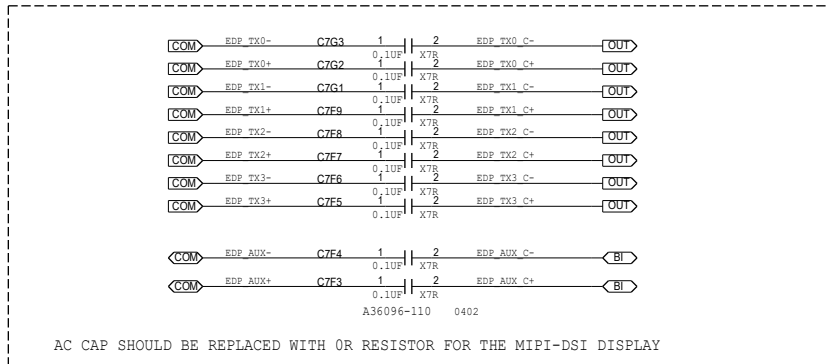 COM EDP_TX0- C7G3 1 2 EDP_TX0_C- OUT
0.1UF X7R
COM EDP_TX0+ C7G2 1 2 EDP_TX0_C+ OUT
0.1UF X7R
COM EDP_TX1- C7G1 1 2 EDP_TX1_C- OUT
0.1UF X7R
COM EDP_TX1+ C7F9 1 2 EDP_TX1_C+ OUT
0.1UF X7R
COM EDP_TX2- C7F8 1 2 EDP_TX2_C- OUT
0.1UF X7R
COM EDP_TX2+ C7F7 1 2 EDP_TX2_C+ OUT
0.1UF X7R
COM EDP_TX3- C7F6 1 2 EDP_TX3_C- OUT
0.1UF X7R
COM EDP_TX3+ C7F5 1 2 EDP_TX3_C+ OUT
0.1UF X7R
COM EDP_AUX- C7F4 1 2 EDP_AUX_C- BI
0.1UF X7R
COM EDP_AUX+ C7F3 1 2 EDP_AUX_C+ BI
0.1UF X7R
A36096-110 0402
AC CAP SHOULD BE REPLACED WITH 0R RESISTOR FOR THE MIPI-DSI DISPLAY